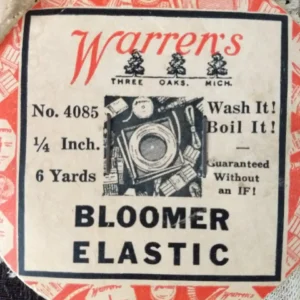 Warren's
THREE OAKS, MICH.
No. 4085
1/4 Inch.
6 Yards
Wash It!
Boil It!
—
Guaranteed
Without
an IF!
BLOOMER
ELASTIC